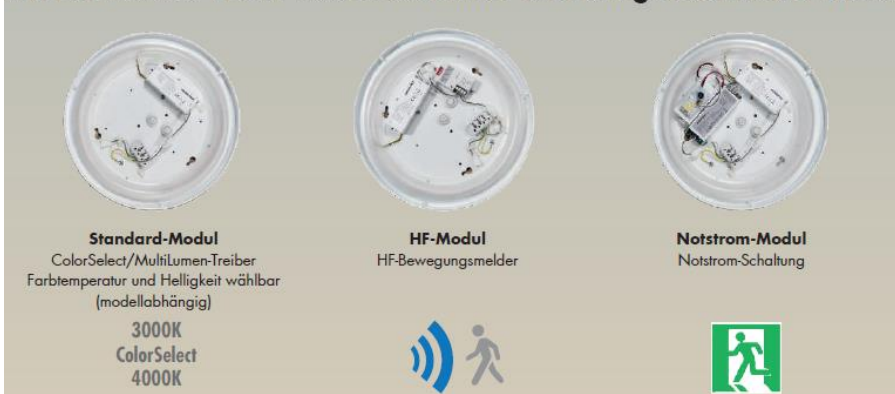 Standard-Modul
ColorSelect/MultiLumen-Treiber
Farbtemperatur und Helligkeit wählbar
(modellabhängig)
3000K
ColorSelect
4000K
HF-Modul
HF-Bewegungsmelder
Notstrom-Modul
Notstrom-Schaltung